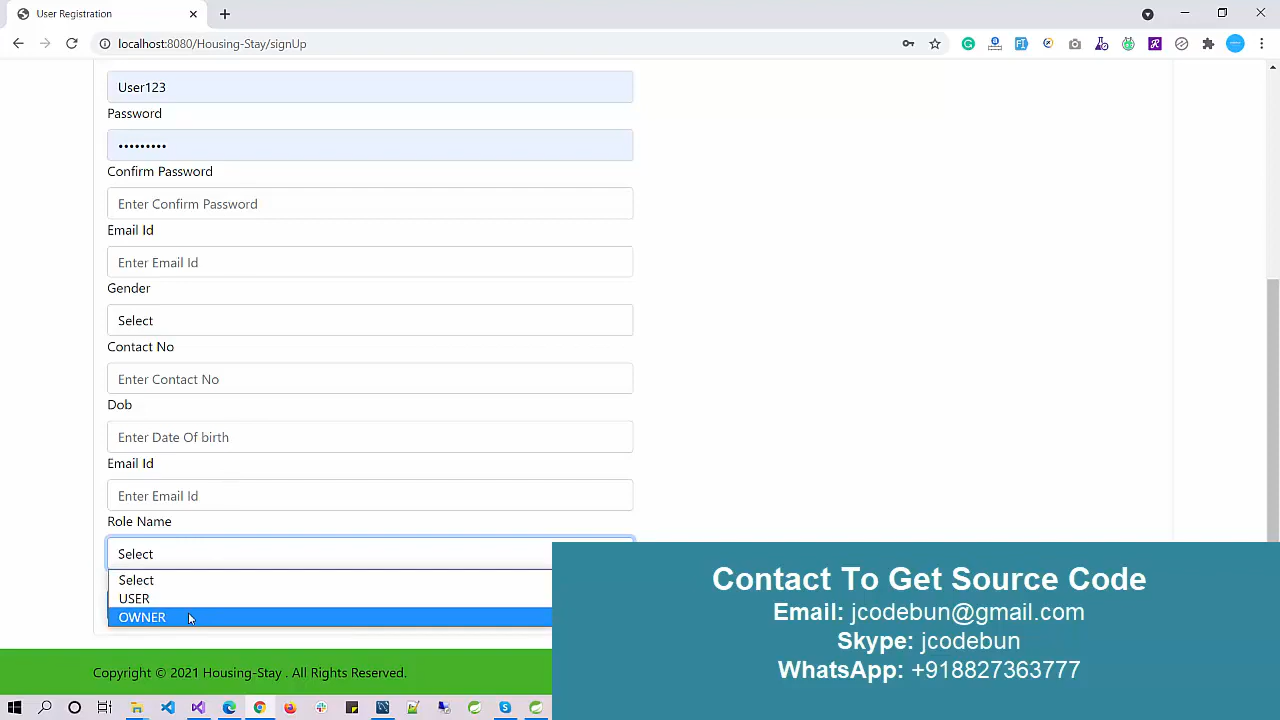 User Registration
localhost:8080/Housing-Stay/signUp
User123
Password
•••••••••
Confirm Password
Enter Confirm Password
Email Id
Enter Email Id
Gender
Select
Contact No
Enter Contact No
Dob
Enter Date Of birth
Email Id
Enter Email Id
Role Name
Select
Select
USER
OWNER
Contact To Get Source Code
Email: jcodebun@gmail.com
Skype: jcodebun
WhatsApp: +918827363777
Copyright © 2021 Housing-Stay . All Rights Reserved.